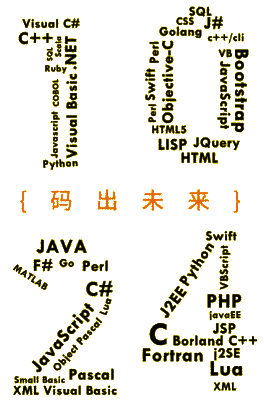 Visual C#
C++
SQL
Scala
.NET
Ruby
Visual Basic
COBOL
Javascript
Python
SQL
CSS
J#
Golang
c++/cli
VB
Perl
Objective-C
Swift
Perl
Bootstrap
JavaScript
HTML5
LISP
JQuery
HTML
{ 码 出 未 来 }
JAVA
F#
Go
Perl
MATLAB
C#
Lua
JavaScript
Object Pascal
Small Basic
Pascal
XML
Visual Basic
Swift
J2EE
Python
VBScript
PHP
javaEE
C
JSP
Borland C++
Fortran
j2SE
Lua
XML